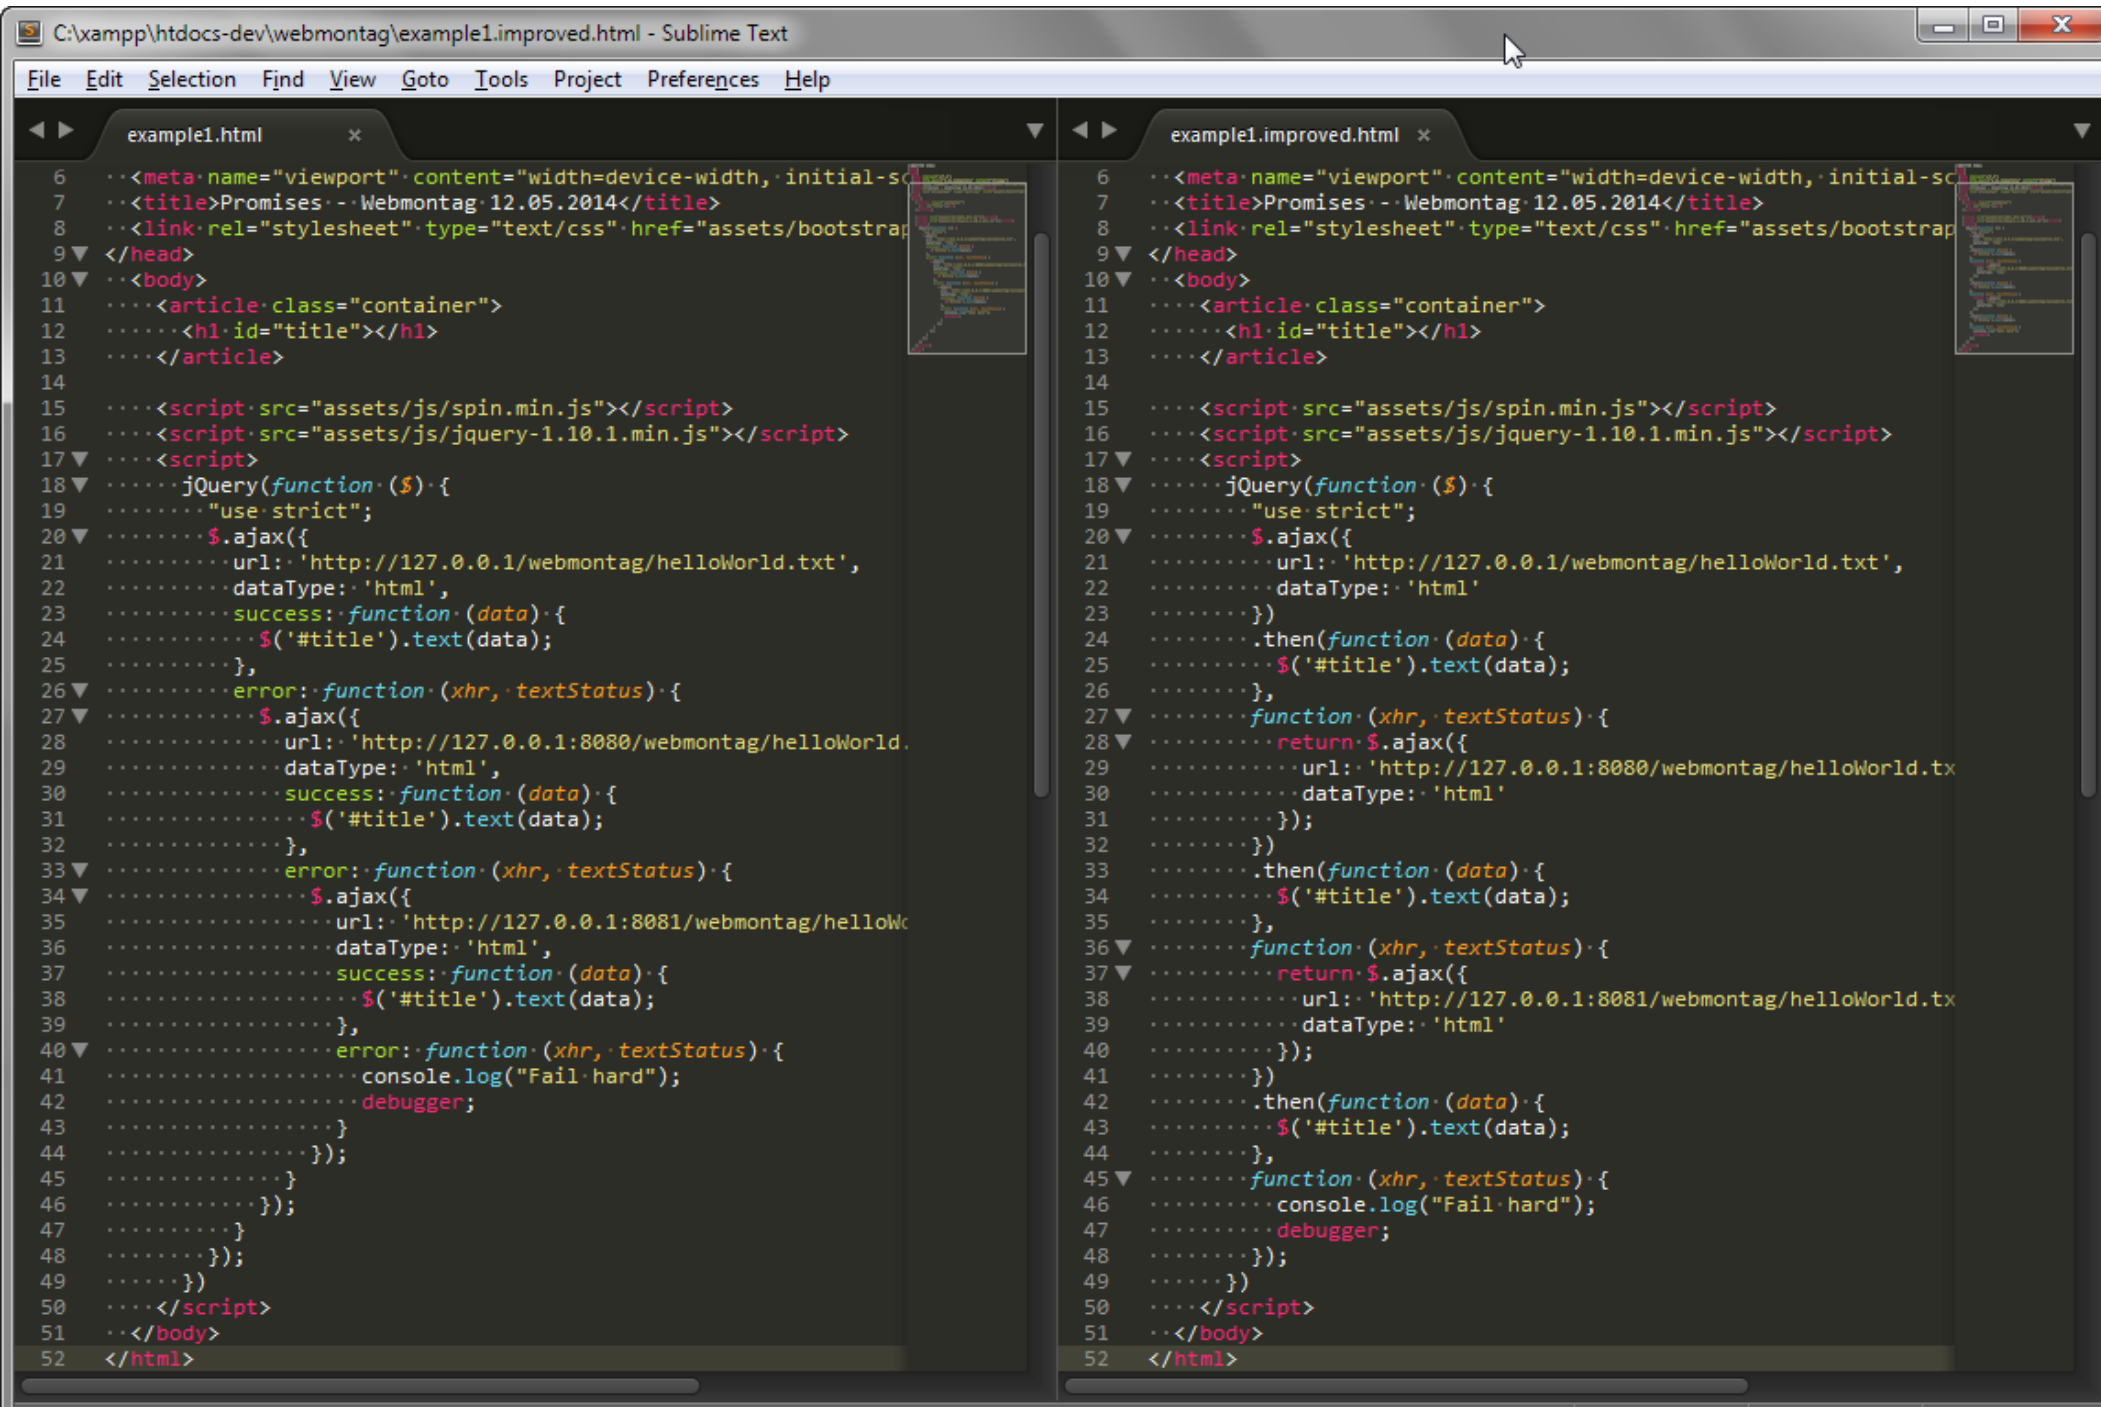 C:\xampp\htdocs-dev\webmontag\example1.improved.html - Sublime Text
File Edit Selection Find View Goto Tools Project Preferences Help
example1.html
6 <meta name="viewport" content="width=device-width, initial-sc
7 <title>Promises - Webmontag 12.05.2014</title>
8 <link rel="stylesheet" type="text/css" href="assets/bootstrap
9 </head>
10 <body>
11 <article class="container">
12 <h1 id="title"></h1>
13 </article>
14
15 <script src="assets/js/spin.min.js"></script>
16 <script src="assets/js/jquery-1.10.1.min.js"></script>
17 <script>
18 jQuery(function ($) {
19 "use strict";
20 $.ajax({
21 url: 'http://127.0.0.1/webmontag/helloWorld.txt',
22 dataType: 'html',
23 success: function (data) {
24 $('#title').text(data);
25 },
26 error: function (xhr, textStatus) {
27 $.ajax({
28 url: 'http://127.0.0.1:8080/webmontag/helloWorld.
29 dataType: 'html',
30 success: function (data) {
31 $('#title').text(data);
32 },
33 error: function (xhr, textStatus) {
34 $.ajax({
35 url: 'http://127.0.0.1:8081/webmontag/helloWo
36 dataType: 'html',
37 success: function (data) {
38 $('#title').text(data);
39 },
40 error: function (xhr, textStatus) {
41 console.log("Fail hard");
42 debugger;
43 }
44 });
45 }
46 });
47 }
48 });
49 })
50 </script>
51 </body>
52 </html>
example1.improved.html
6 <meta name="viewport" content="width=device-width, initial-sc
7 <title>Promises - Webmontag 12.05.2014</title>
8 <link rel="stylesheet" type="text/css" href="assets/bootstrap
9 </head>
10 <body>
11 <article class="container">
12 <h1 id="title"></h1>
13 </article>
14
15 <script src="assets/js/spin.min.js"></script>
16 <script src="assets/js/jquery-1.10.1.min.js"></script>
17 <script>
18 jQuery(function ($) {
19 "use strict";
20 $.ajax({
21 url: 'http://127.0.0.1/webmontag/helloWorld.txt',
22 dataType: 'html'
23 })
24 .then(function (data) {
25 $('#title').text(data);
26 },
27 function (xhr, textStatus) {
28 return $.ajax({
29 url: 'http://127.0.0.1:8080/webmontag/helloWorld.tx
30 dataType: 'html'
31 });
32 })
33 .then(function (data) {
34 $('#title').text(data);
35 },
36 function (xhr, textStatus) {
37 return $.ajax({
38 url: 'http://127.0.0.1:8081/webmontag/helloWorld.tx
39 dataType: 'html'
40 });
41 })
42 .then(function (data) {
43 $('#title').text(data);
44 },
45 function (xhr, textStatus) {
46 console.log("Fail hard");
47 debugger;
48 });
49 })
50 </script>
51 </body>
52 </html>